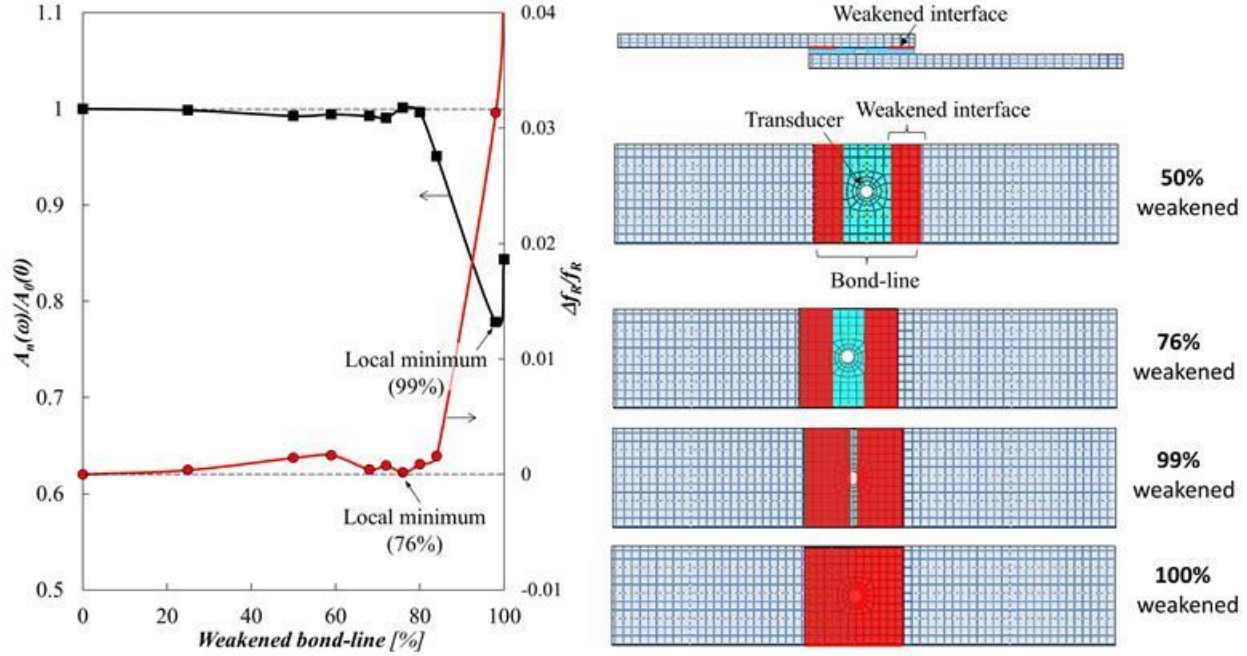 1.1
1
0.9
0.8
0.7
0.6
0.5
A_n(ω)/A_0(0)
0.04
0.03
0.02
0.01
0
-0.01
Δf_R/f_R
Local minimum
(99%)
Local minimum
(76%)
0
20
40
60
80
100
Weakened bond-line [%]
Weakened interface
Weakened interface
Transducer
50%
weakened
Bond-line
76%
weakened
99%
weakened
100%
weakened